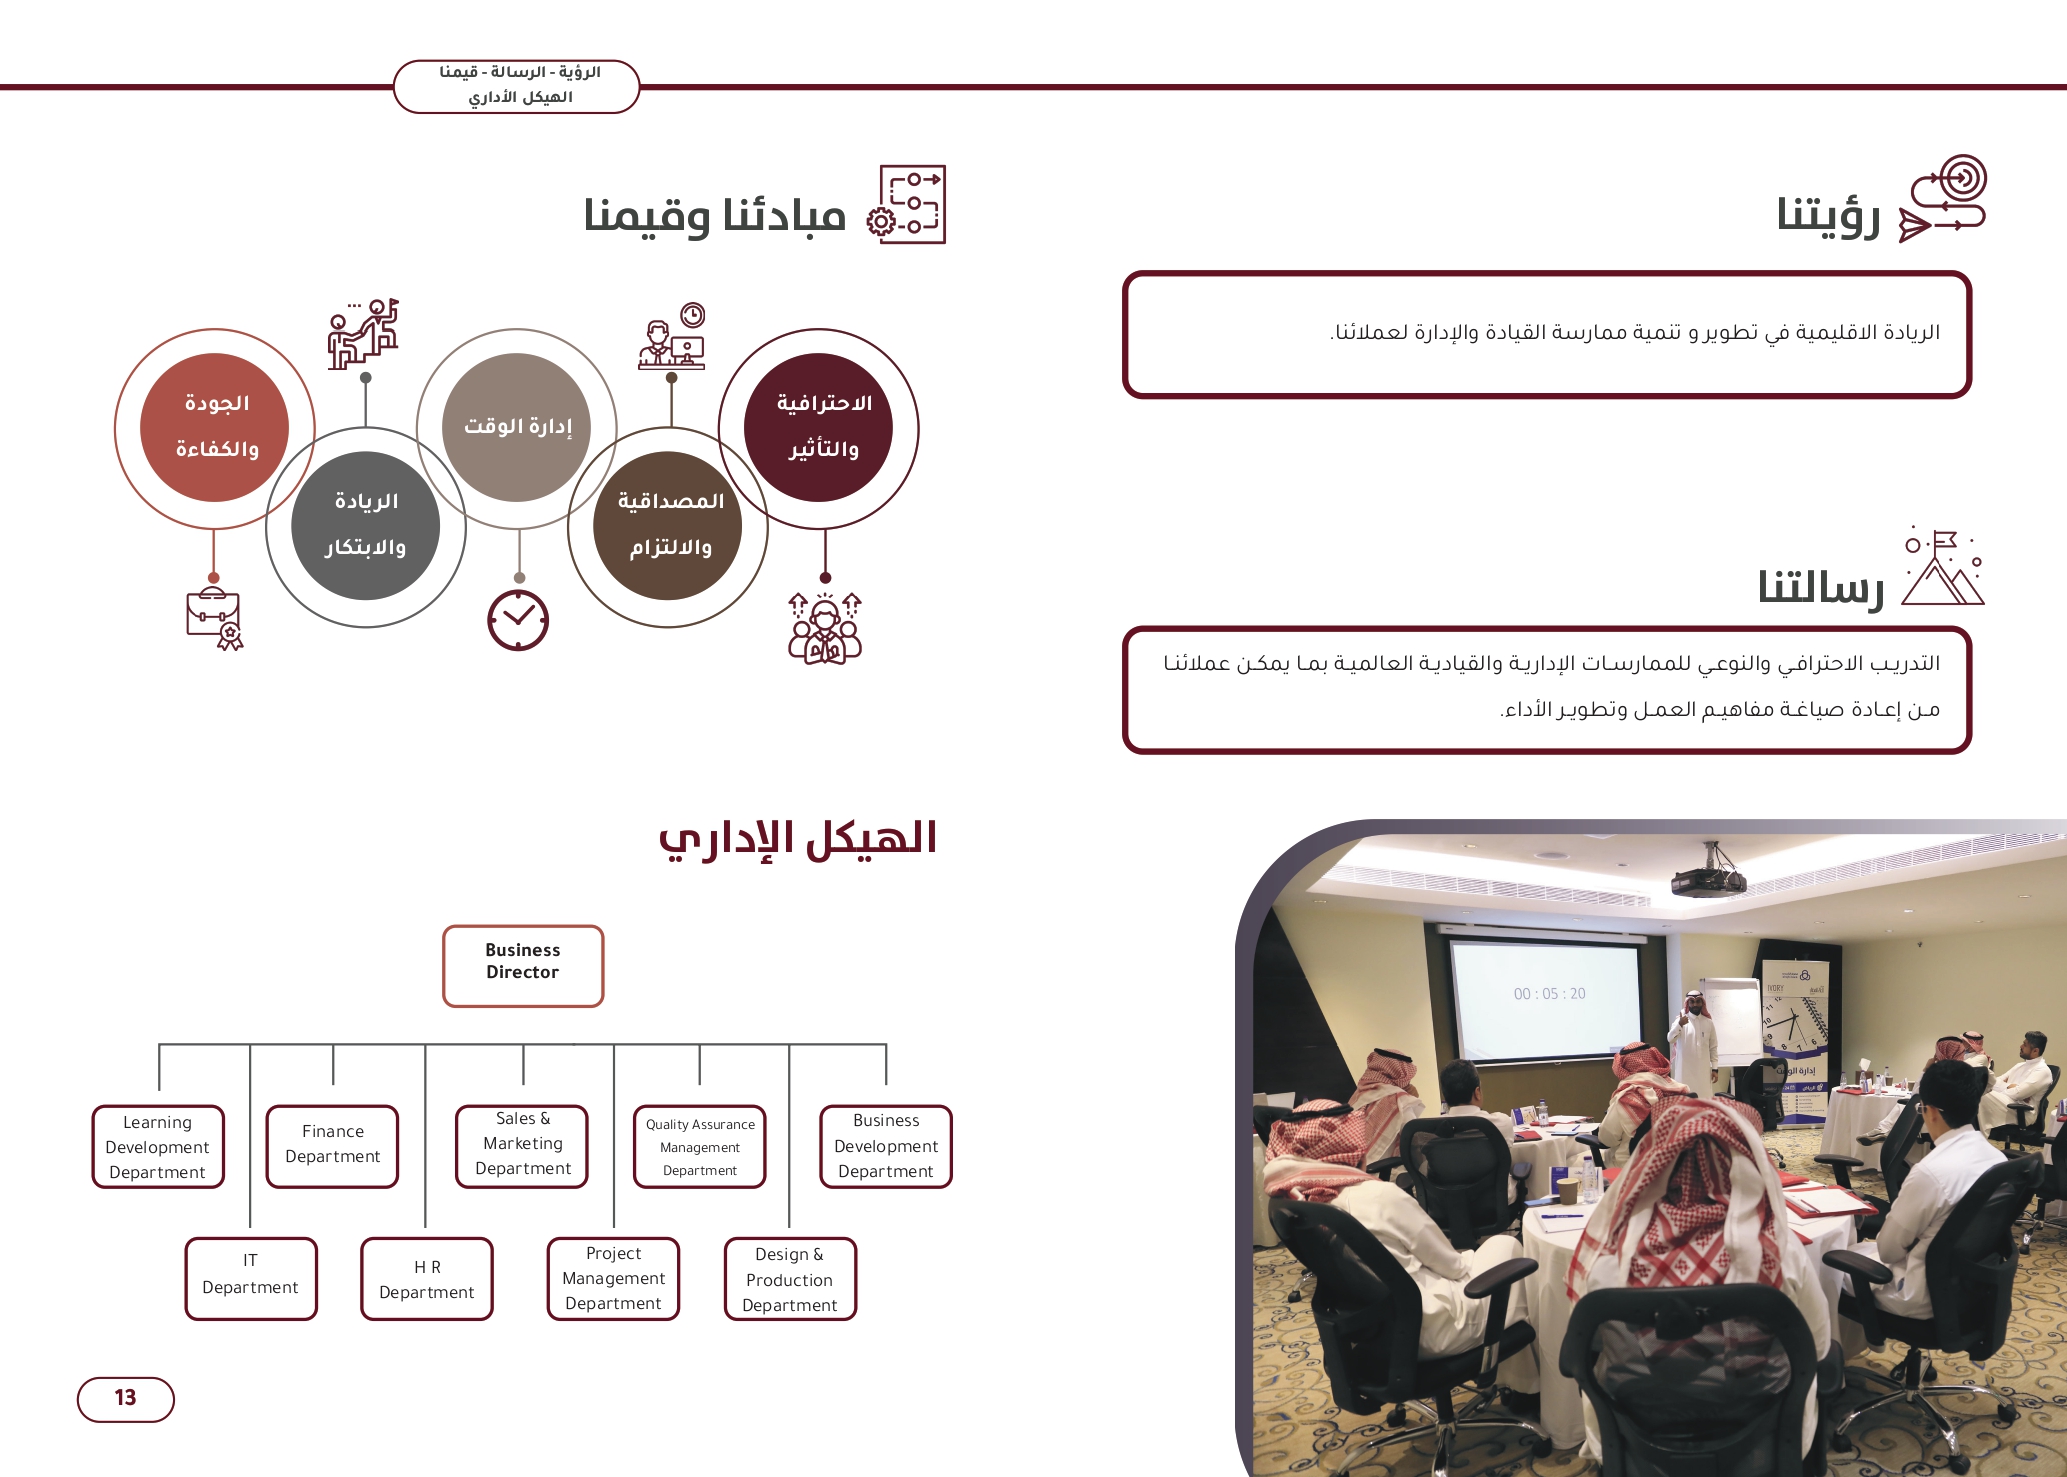 الرؤية - الرسالة - قيمنا
الهيكل الأداري
رؤيتنا
الريادة الاقليمية في تطوير و تنمية ممارسة القيادة والإدارة لعملائنا.
رسالتنا
التدريب الاحترافي والنوعي للممارسات الإدارية والقيادية العالمية بما يمكن عملائنا
من إعادة صياغة مفاهيم العمل وتطوير الأداء.
00 : 05 : 20
IVORY
إدارة الوقت
مبادئنا وقيمنا
الاحترافية
والتأثير
المصداقية
والالتزام
إدارة الوقت
الريادة
والابتكار
الجودة
والكفاءة
الهيكل الإداري
Business
Director
Learning
Development
Department
Finance
Department
Sales &
Marketing
Department
Quality Assurance
Management
Department
Business
Development
Department
IT
Department
H R
Department
Project
Management
Department
Design &
Production
Department
13